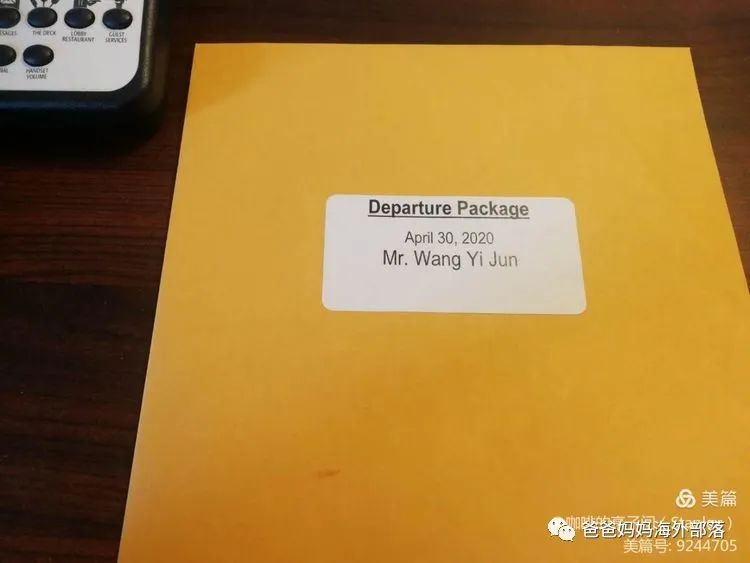 THE DECK
LOBBY
RESTAURANT
GUEST
SERVICES
HANDSET
VOLUME
Departure Package
April 30, 2020
Mr. Wang Yi Jun
美篇
爸爸妈妈海外部落
美篇号: 9244705